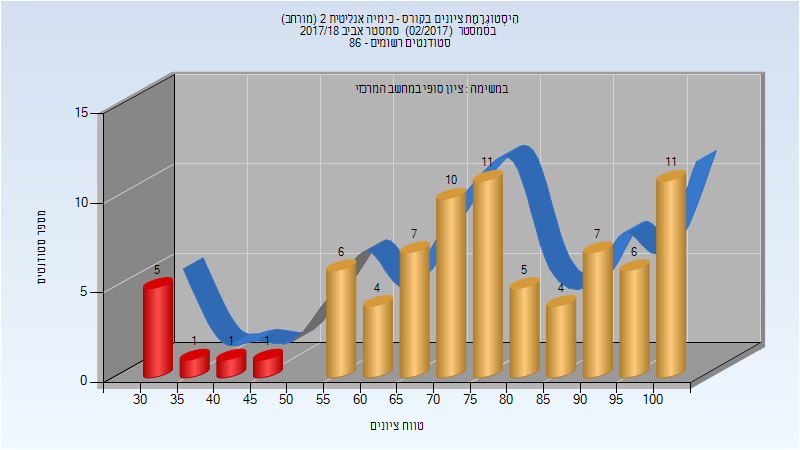 הִיסְטוֹגְרָמַת ציונים בקורס - כימיה אנליטית 2 (מורחב)
בסמסטר (02/2017) סמסטר אביב 2017/18
סטודנטים רשומים - 86
במשימה : ציון סופי במחשב המרכזי
מספר סטודנטים
15
10
5
0
5
1
1
1
6
4
7
10
11
5
4
7
6
11
30 35 40 45 50 55 60 65 70 75 80 85 90 95 100
טווח ציונים